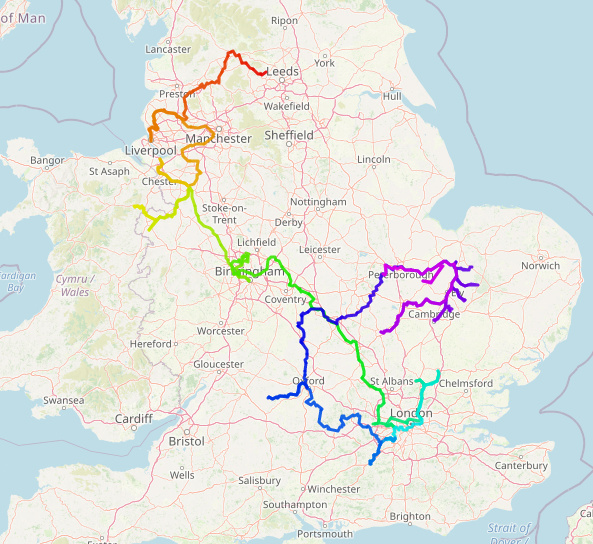 of Man
Ripon
Lancaster
York
Leeds
Preston
Hull
Wakefield
Manchester
Sheffield
Liverpool
Bangor
St Asaph
Lincoln
Chester
Stoke-on-
Trent
Nottingham
Derby
Lichfield
Leicester
Norwich
Peterborough
Cardigan
Bay
Cymru /
Wales
Birmingham
Coventry
Ely
Cambridge
Worcester
Hereford
Gloucester
Oxford
St Albans
Chelmsford
Swansea
London
Cardiff
Bristol
Canterbury
Wells
Salisbury
Winchester
Southampton
Brighton
Portsmouth
Strait of
Dover /
Exeter